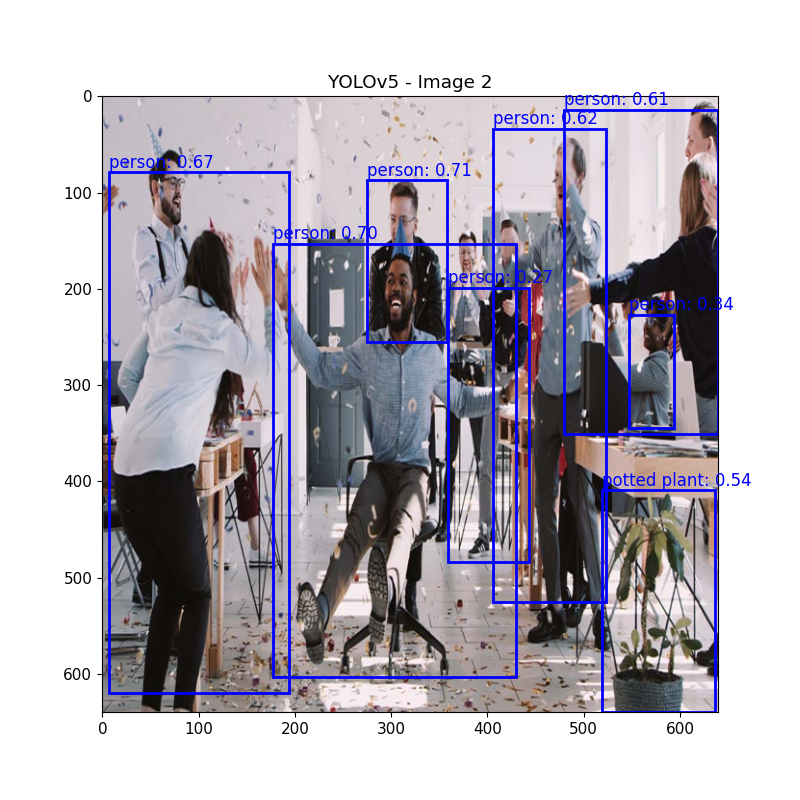 YOLOv5 - Image 2
person: 0.61
person: 0.62
person: 0.67
person: 0.71
person: 0.70
person: 0.27
person: 0.34
potted plant: 0.54
0
100
200
300
400
500
600
0 100 200 300 400 500 600